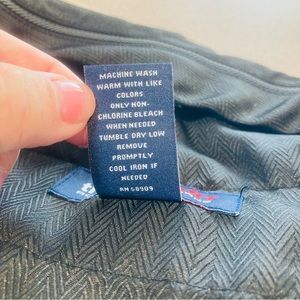 MACHINE WASH
WARM WITH LIKE
COLORS
ONLY NON-
CHLORINE BLEACH
WHEN NEEDED
TUMBLE DRY LOW
REMOVE
PROMPTLY
COOL IRON IF
NEEDED
RN 58909